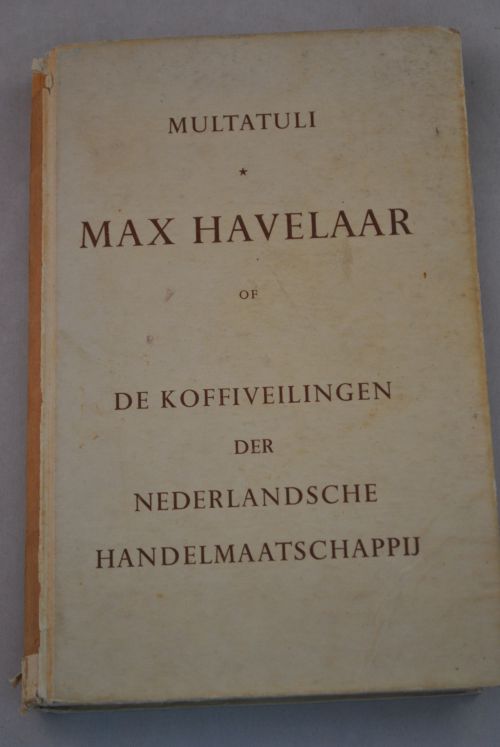 MULTATULI
★
MAX HAVELAAR
OF
DE KOFFIVEILINGEN
DER
NEDERLANDSCHE
HANDELMAATSCHAPPIJ